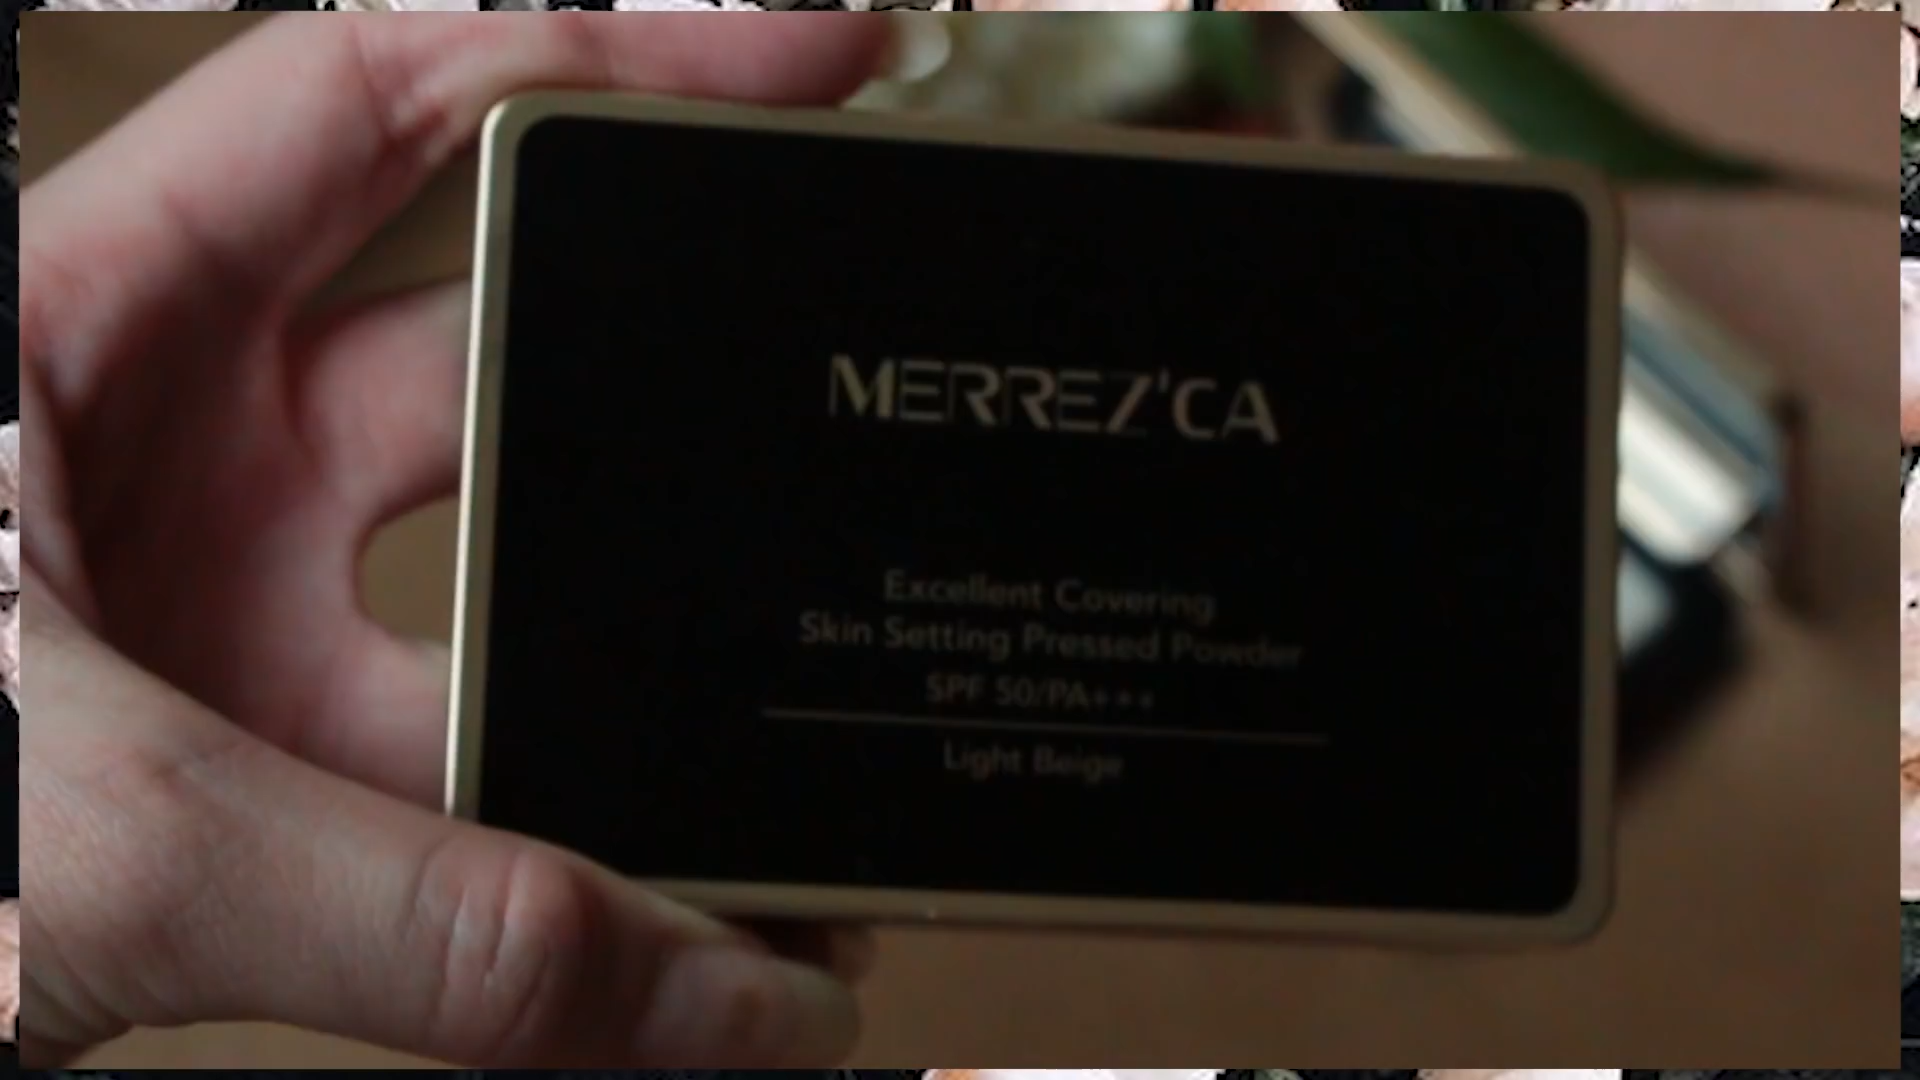 MERREZ'CA
Excellent Covering
Skin Setting Pressed Powder
SPF 50/PA+++
Light Beige